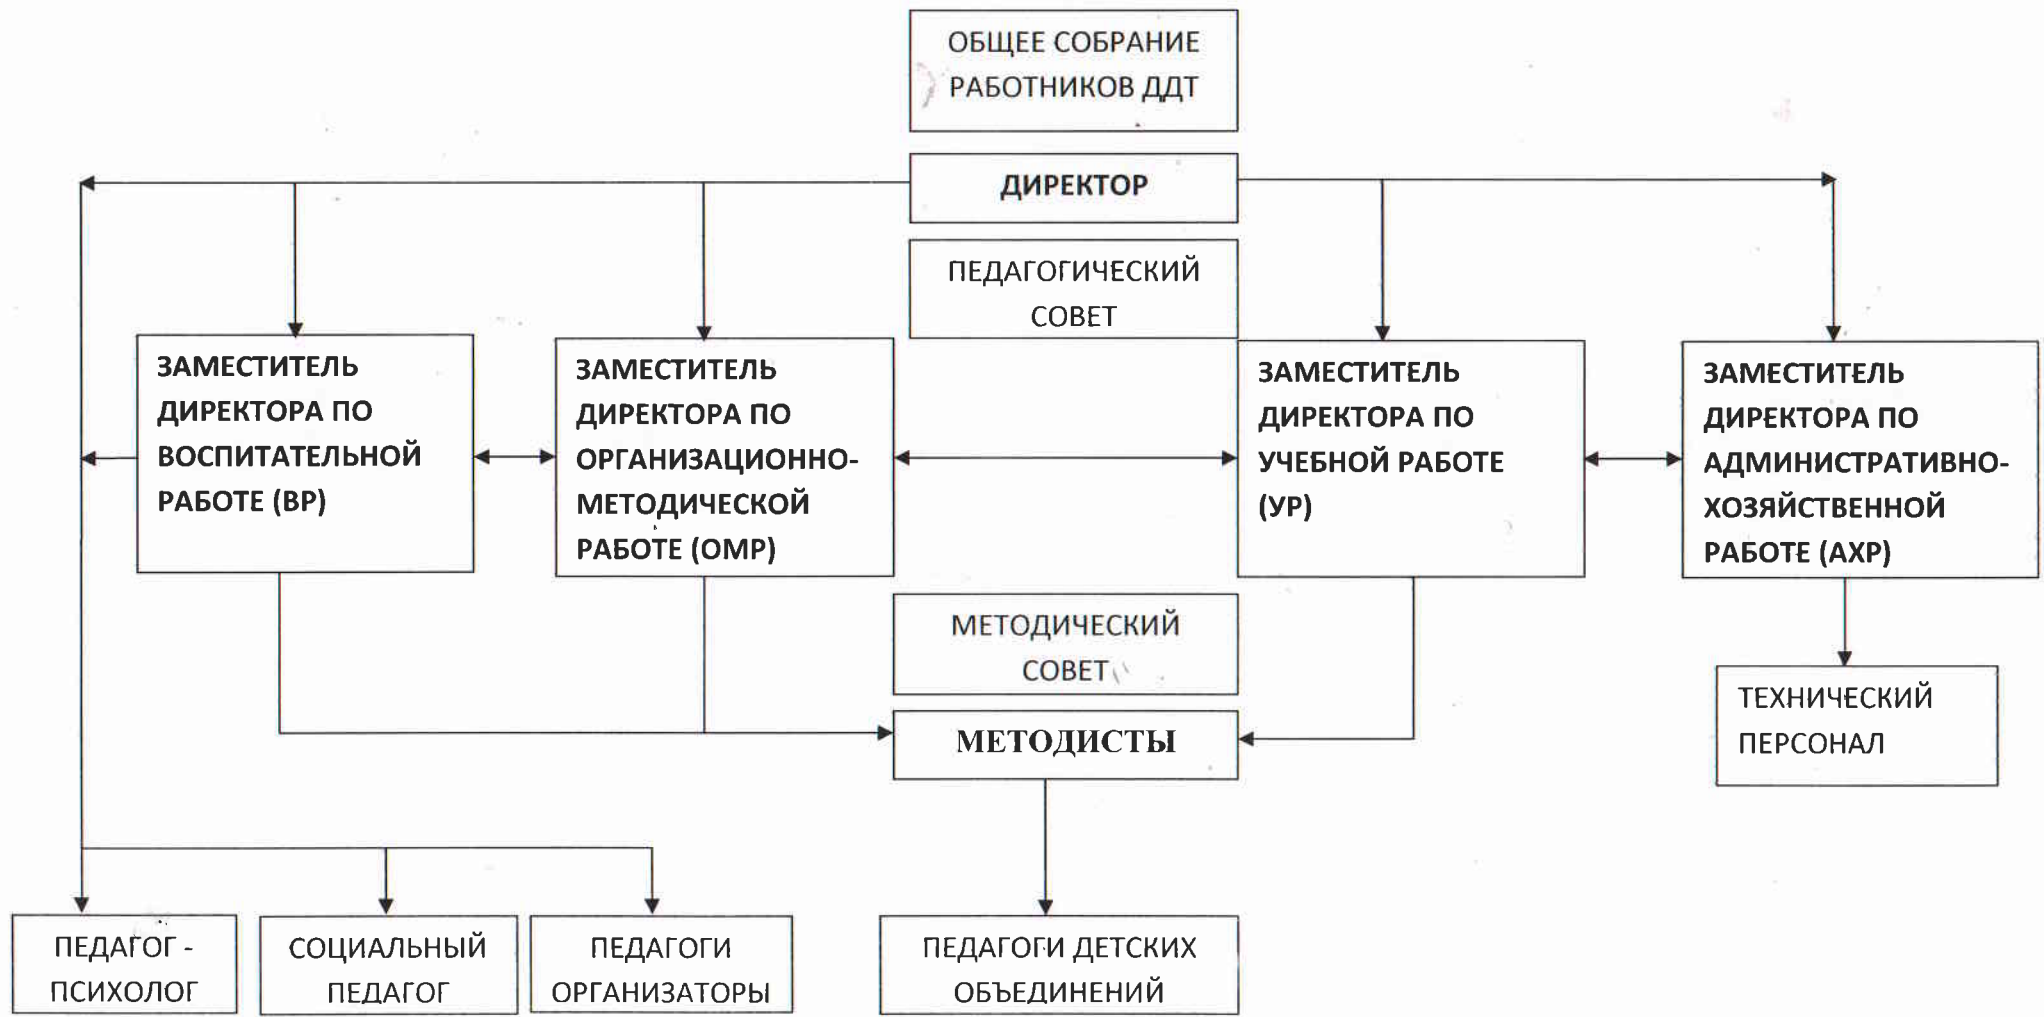 ОБЩЕЕ СОБРАНИЕ
РАБОТНИКОВ ДДТ
ДИРЕКТОР
ПЕДАГОГИЧЕСКИЙ
СОВЕТ
ЗАМЕСТИТЕЛЬ
ДИРЕКТОРА ПО
ВОСПИТАТЕЛЬНОЙ
РАБОТЕ (ВР)
ЗАМЕСТИТЕЛЬ
ДИРЕКТОРА ПО
ОРГАНИЗАЦИОННО-
МЕТОДИЧЕСКОЙ
РАБОТЕ (ОМР)
ЗАМЕСТИТЕЛЬ
ДИРЕКТОРА ПО
УЧЕБНОЙ РАБОТЕ
(УР)
ЗАМЕСТИТЕЛЬ
ДИРЕКТОРА ПО
АДМИНИСТРАТИВНО-
ХОЗЯЙСТВЕННОЙ
РАБОТЕ (АХР)
МЕТОДИЧЕСКИЙ
СОВЕТ
МЕТОДИСТЫ
ТЕХНИЧЕСКИЙ
ПЕРСОНАЛ
ПЕДАГОГ -
ПСИХОЛОГ
СОЦИАЛЬНЫЙ
ПЕДАГОГ
ПЕДАГОГИ
ОРГАНИЗАТОРЫ
ПЕДАГОГИ ДЕТСКИХ
ОБЪЕДИНЕНИЙ